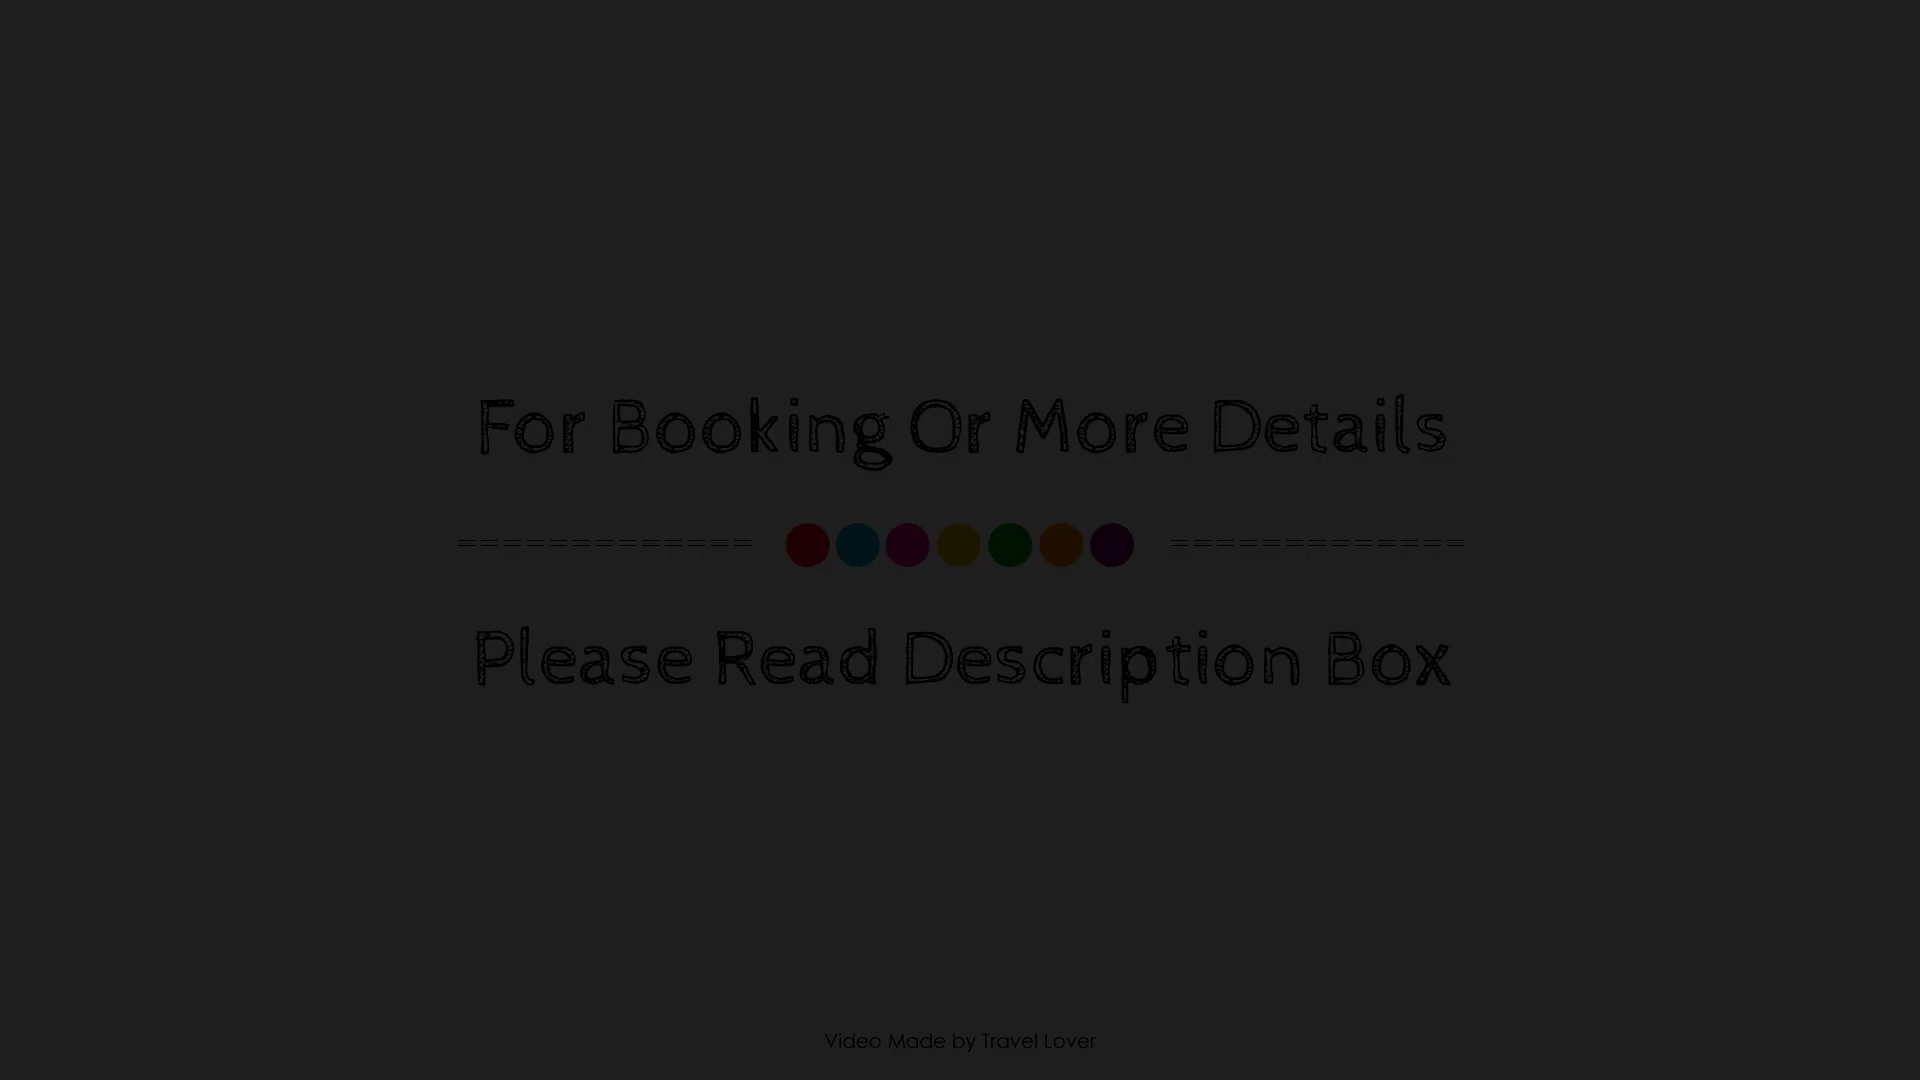 For Booking Or More Details
============= =============
Please Read Description Box
Video Made by Travel Lover